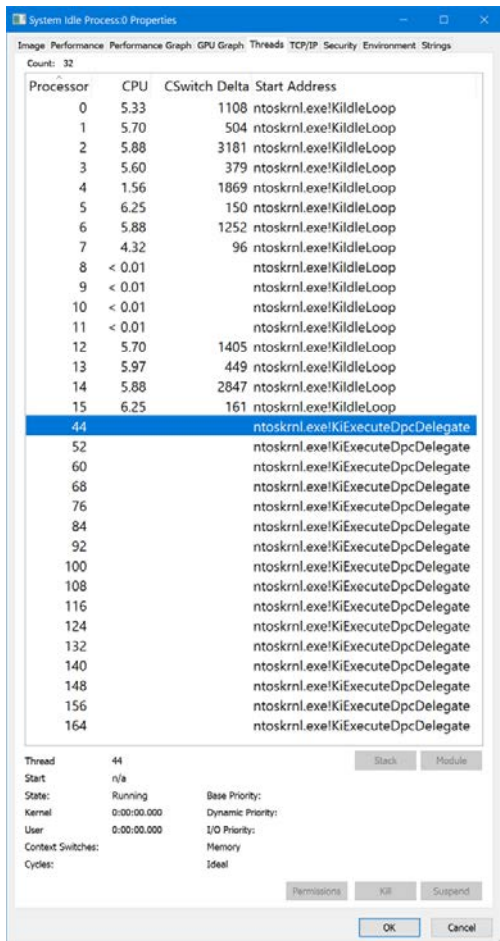 System Idle Process:0 Properties
Image Performance Performance Graph GPU Graph Threads TCP/IP Security Environment Strings
Count: 32
Processor CPU CSwitch Delta Start Address
0 5.33 1108 ntoskrnl.exe!KiIdleLoop
1 5.70 504 ntoskrnl.exe!KiIdleLoop
2 5.88 3181 ntoskrnl.exe!KiIdleLoop
3 5.60 379 ntoskrnl.exe!KiIdleLoop
4 1.56 1869 ntoskrnl.exe!KiIdleLoop
5 6.25 150 ntoskrnl.exe!KiIdleLoop
6 5.88 1252 ntoskrnl.exe!KiIdleLoop
7 4.32 96 ntoskrnl.exe!KiIdleLoop
8 < 0.01 ntoskrnl.exe!KiIdleLoop
9 < 0.01 ntoskrnl.exe!KiIdleLoop
10 < 0.01 ntoskrnl.exe!KiIdleLoop
11 < 0.01 ntoskrnl.exe!KiIdleLoop
12 5.70 1405 ntoskrnl.exe!KiIdleLoop
13 5.97 449 ntoskrnl.exe!KiIdleLoop
14 5.88 2847 ntoskrnl.exe!KiIdleLoop
15 6.25 161 ntoskrnl.exe!KiIdleLoop
44 ntoskrnl.exe!KiExecuteDpcDelegate
52 ntoskrnl.exe!KiExecuteDpcDelegate
60 ntoskrnl.exe!KiExecuteDpcDelegate
68 ntoskrnl.exe!KiExecuteDpcDelegate
76 ntoskrnl.exe!KiExecuteDpcDelegate
84 ntoskrnl.exe!KiExecuteDpcDelegate
92 ntoskrnl.exe!KiExecuteDpcDelegate
100 ntoskrnl.exe!KiExecuteDpcDelegate
108 ntoskrnl.exe!KiExecuteDpcDelegate
116 ntoskrnl.exe!KiExecuteDpcDelegate
124 ntoskrnl.exe!KiExecuteDpcDelegate
132 ntoskrnl.exe!KiExecuteDpcDelegate
140 ntoskrnl.exe!KiExecuteDpcDelegate
148 ntoskrnl.exe!KiExecuteDpcDelegate
156 ntoskrnl.exe!KiExecuteDpcDelegate
164 ntoskrnl.exe!KiExecuteDpcDelegate
Thread 44 Stack Module
Start n/a
State: Running Base Priority:
Kernel 0:00:00.000 Dynamic Priority:
User 0:00:00.000 I/O Priority:
Context Switches: Memory
Cycles: Ideal
Permissions Kill Suspend
OK Cancel